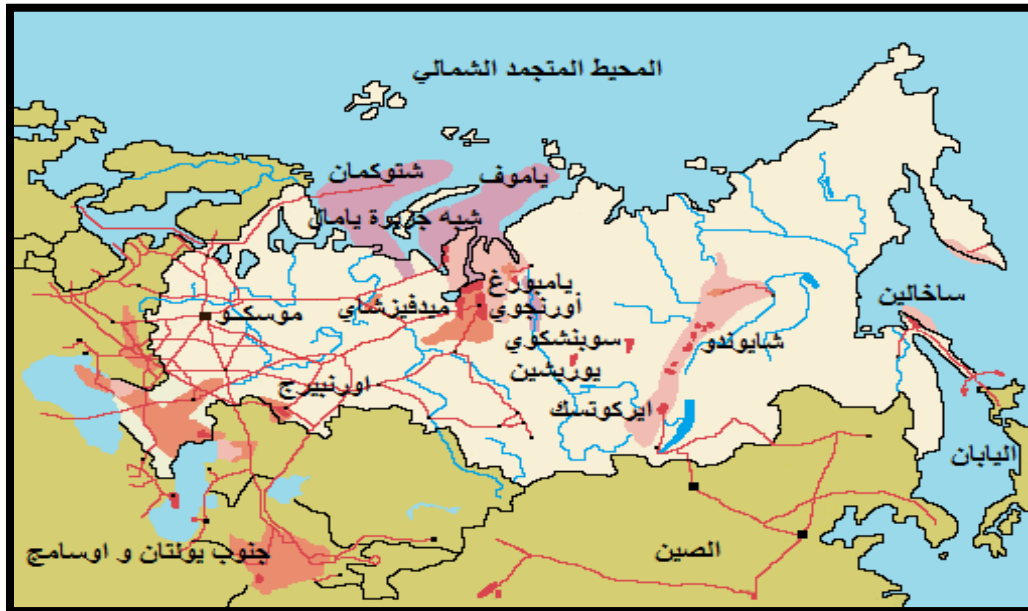 المحيط المتجمد الشمالي
شتوكمان
ياموف
شبه جزيرة يامال
يامبورغ
ميدفيزشاي
أورنجوي
موسكو
سوبنشكوي
يوزبشين
اورنبيرج
ايركوتسك
شايوندو
ساخالين
اليابان
الصين
جنوب يولتان و اوسامج